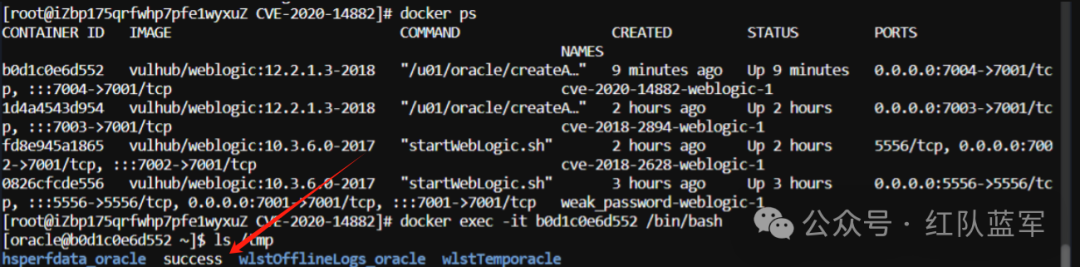 [root@iZbp175qrfwhp7pfe1wyxuZ CVE-2020-14882]# docker ps
CONTAINER ID   IMAGE                          COMMAND                  CREATED         STATUS         PORTS
                                                                                  NAMES
b0d1c0e6d552   vulhub/weblogic:12.2.1.3-2018   "/u01/oracle/createA…"   9 minutes ago   Up 9 minutes   0.0.0.0:7004->7001/tc
p, :::7004->7001/tcp                                                              cve-2020-14882-weblogic-1
1d4a4543d954   vulhub/weblogic:12.2.1.3-2018   "/u01/oracle/createA…"   2 hours ago     Up 2 hours     0.0.0.0:7003->7001/tc
p, :::7003->7001/tcp                                                              cve-2018-2894-weblogic-1
fd8e945a1865   vulhub/weblogic:10.3.6.0-2017   "startWebLogic.sh"       2 hours ago     Up 2 hours     5556/tcp, 0.0.0.0:700
2->7001/tcp, :::7002->7001/tcp                                                    cve-2018-2628-weblogic-1
0826cfcde556   vulhub/weblogic:10.3.6.0-2017   "startWebLogic.sh"       3 hours ago     Up 3 hours     0.0.0.0:5556->5556/tc
p, :::5556->5556/tcp, 0.0.0.0:7001->7001/tcp, :::7001->7001/tcp   weak_password-weblogic-1
[root@iZbp175qrfwhp7pfe1wyxuZ CVE-2020-14882]# docker exec -it b0d1c0e6d552 /bin/bash
[oracle@b0d1c0e6d552 ~]$ ls /tmp
hsperfdata_oracle  success  wlstOfflineLogs_oracle  wlstTemporacle
公众号 · 红队蓝军